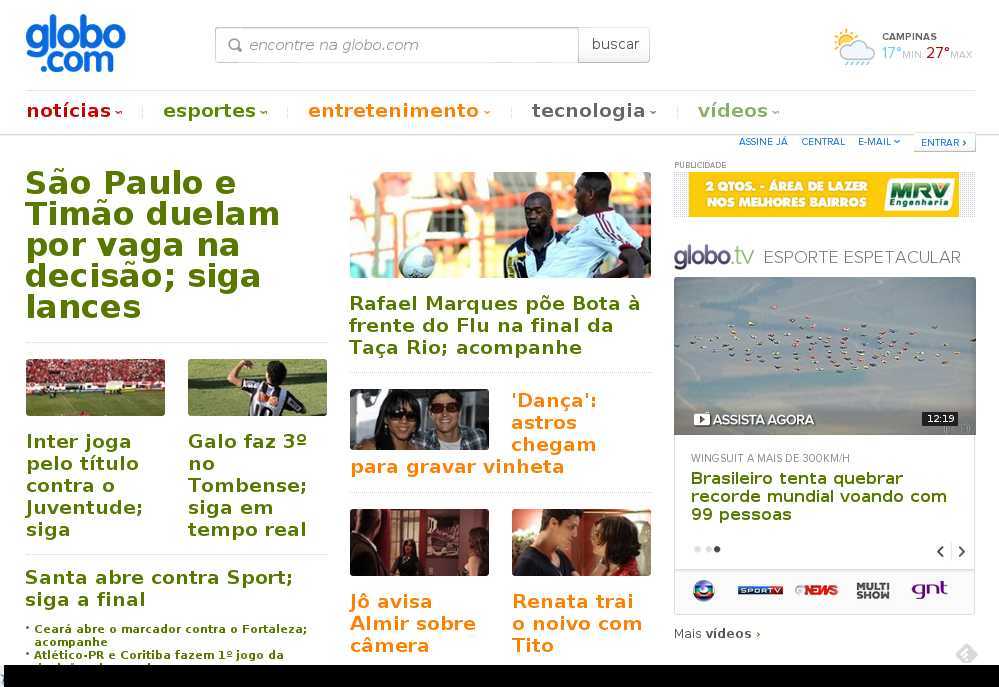 globo
.com
encontre na globo.com
buscar
CAMPINAS
17° MIN 27° MAX
notícias
esportes
entretenimento
tecnologia
vídeos
ASSINE JÁ
CENTRAL
E-MAIL
ENTRAR ›
São Paulo e
Timão duelam
por vaga na
decisão; siga
lances
Inter joga
pelo título
contra o
Juventude;
siga
Galo faz 3º
no
Tombense;
siga em
tempo real
Santa abre contra Sport;
siga a final
· Ceará abre o marcador contra o Fortaleza;
acompanhe
· Atlético-PR e Coritiba fazem 1º jogo da
Rafael Marques põe Bota à
frente do Flu na final da
Taça Rio; acompanhe
'Dança':
astros
chegam
para gravar vinheta
Jô avisa
Almir sobre
câmera
Renata trai
o noivo com
Tito
PUBLICIDADE
2 QTOS. - ÁREA DE LAZER
NOS MELHORES BAIRROS
MRV
Engenharia
globo.tv ESPORTE ESPETACULAR
ASSISTA AGORA
12:19
WINGSUIT A MAIS DE 300KM/H
Brasileiro tenta quebrar
recorde mundial voando com
99 pessoas
SPORTV
G NEWS
MULTI
SHOW
gnt
Mais vídeos ›